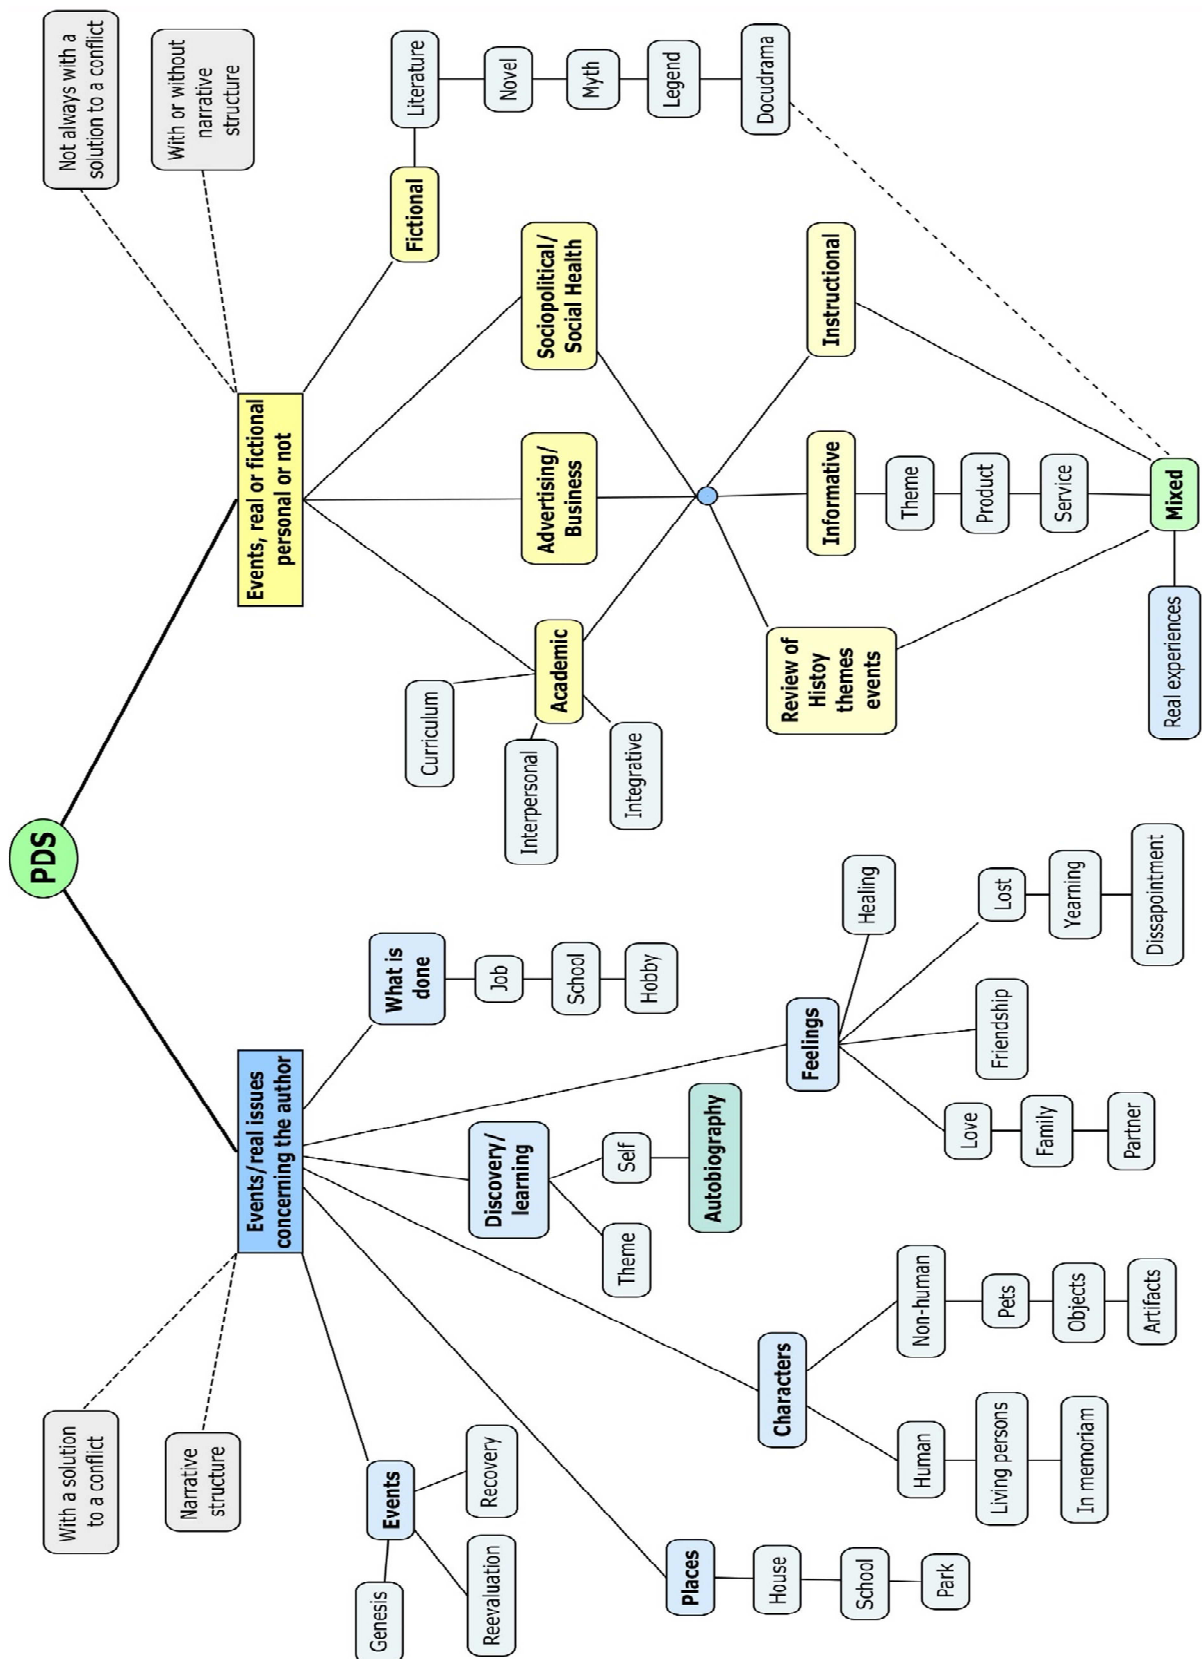 PDS
With a solution
to a conflict
Narrative
structure
Events/real issues
concerning the author
Events
Genesis
Reevaluation
Recovery
Places
House
School
Park
Characters
Human
Living persons
In memoriam
Non-human
Pets
Objects
Artifacts
Discovery/
learning
Theme
Self
Autobiography
Feelings
Love
Family
Partner
Friendship
Lost
Yearning
Dissapointment
Healing
What is
done
Job
School
Hobby
Events, real or fictional
personal or not
Not always with a
solution to a conflict
With or without
narrative
structure
Academic
Curriculum
Interpersonal
Integrative
Advertising/
Business
Sociopolitical/
Social Health
Fictional
Literature
Novel
Myth
Legend
Docudrama
Review of
Histoy
themes
events
Informative
Theme
Product
Service
Instructional
Real experiences
Mixed